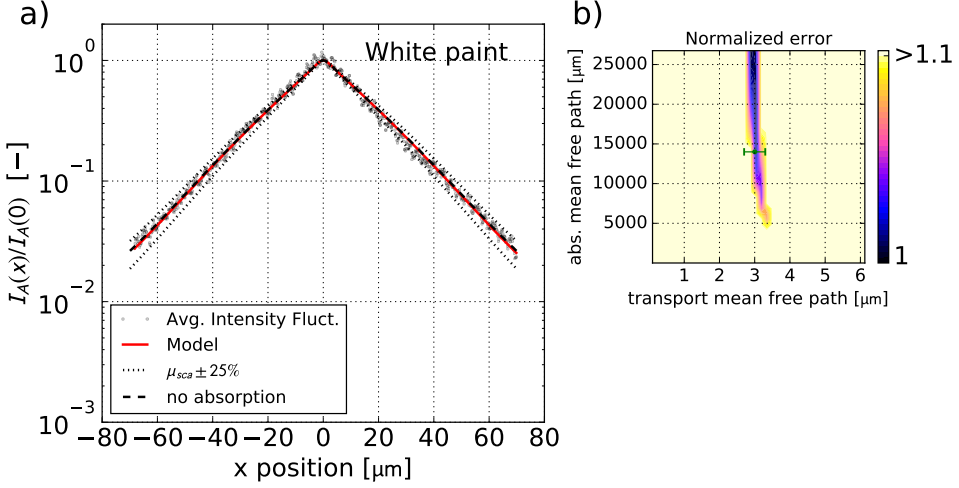 a)
White paint
10⁰
10⁻¹
10⁻²
10⁻³
I_A(x)/I_A(0) [−]
Avg. Intensity Fluct.
Model
μ_sca ± 25%
no absorption
−80 −60 −40 −20 0 20 40 60 80
x position [μm]
b)
Normalized error
25000
20000
15000
10000
5000
abs. mean free path [μm]
1 2 3 4 5 6
transport mean free path [μm]
>1.1
1